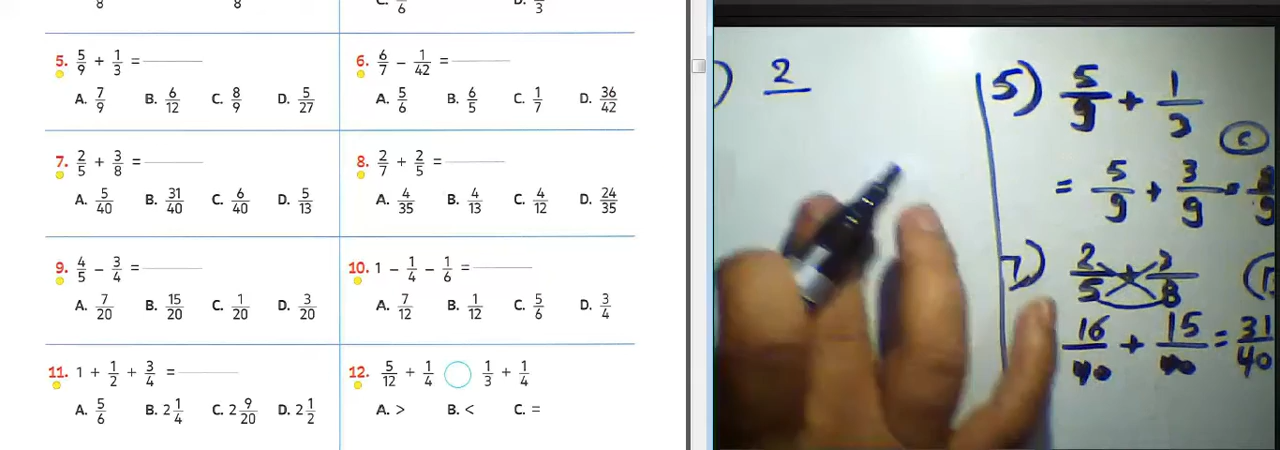 8
8
C. /6
D. /3
5. 5/9 + 1/3 = ______
A. 7/9 B. 6/12 C. 8/9 D. 5/27
6. 6/7 − 1/42 = ______
A. 5/6 B. 6/5 C. 1/7 D. 36/42
7. 2/5 + 3/8 = ______
A. 5/40 B. 31/40 C. 6/40 D. 5/13
8. 2/7 + 2/5 = ______
A. 4/35 B. 4/13 C. 4/12 D. 24/35
9. 4/5 − 3/4 = ______
A. 7/20 B. 15/20 C. 1/20 D. 3/20
10. 1 − 1/4 − 1/6 = ______
A. 7/12 B. 1/12 C. 5/6 D. 3/4
11. 1 + 1/2 + 3/4 = ______
A. 5/6 B. 2 1/4 C. 2 9/20 D. 2 1/2
12. 5/12 + 1/4 ◯ 1/3 + 1/4
A. > B. < C. =
) 2
5) 5/9 + 1/3
= 5/9 + 3/9 =
7) 2/5 + 3/8
16/40 + 15/40 = 31/40